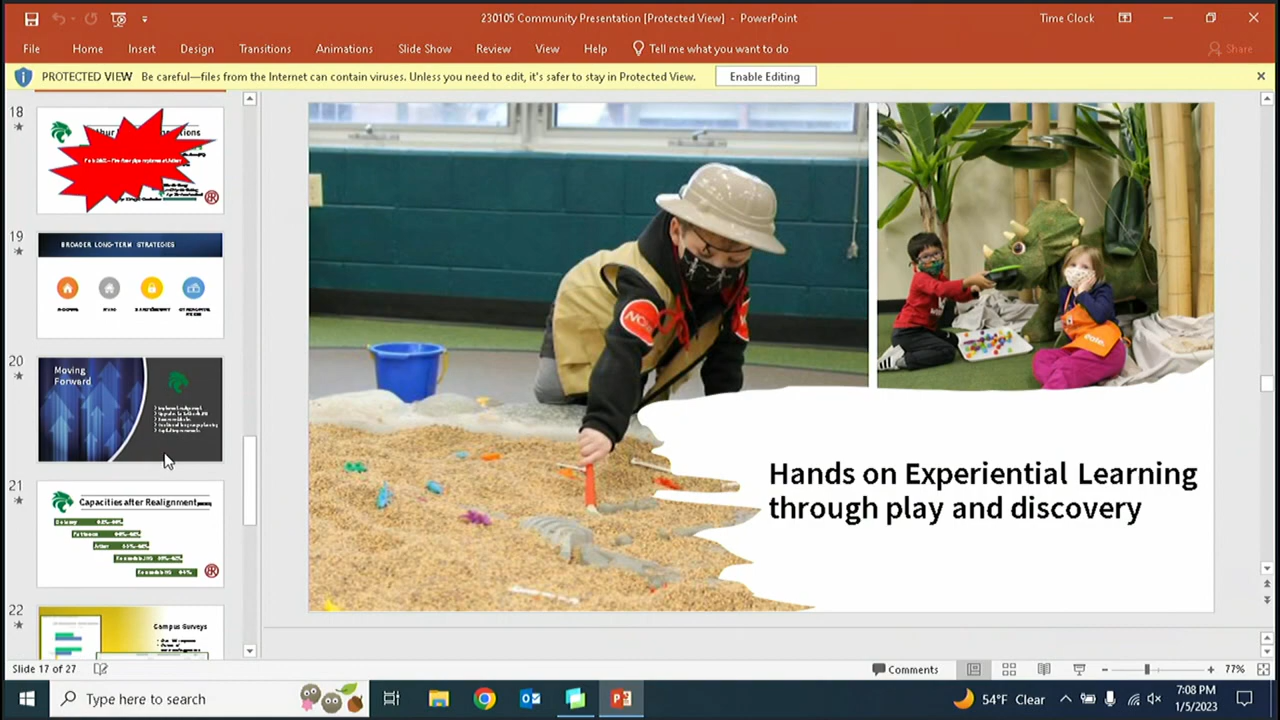 230105 Community Presentation [Protected View] - PowerPoint
Time Clock
File Home Insert Design Transitions Animations Slide Show Review View Help Tell me what you want to do Share
PROTECTED VIEW Be careful—files from the Internet can contain viruses. Unless you need to edit, it's safer to stay in Protected View. Enable Editing
18
19
BROADER LONG-TERM STRATEGIES
20
Moving
Forward
21
Capacities after Realignment
22
Campus Surveys
Hands on Experiential Learning
through play and discovery
Slide 17 of 27
Comments
77%
Type here to search
54°F Clear
7:08 PM
1/5/2023